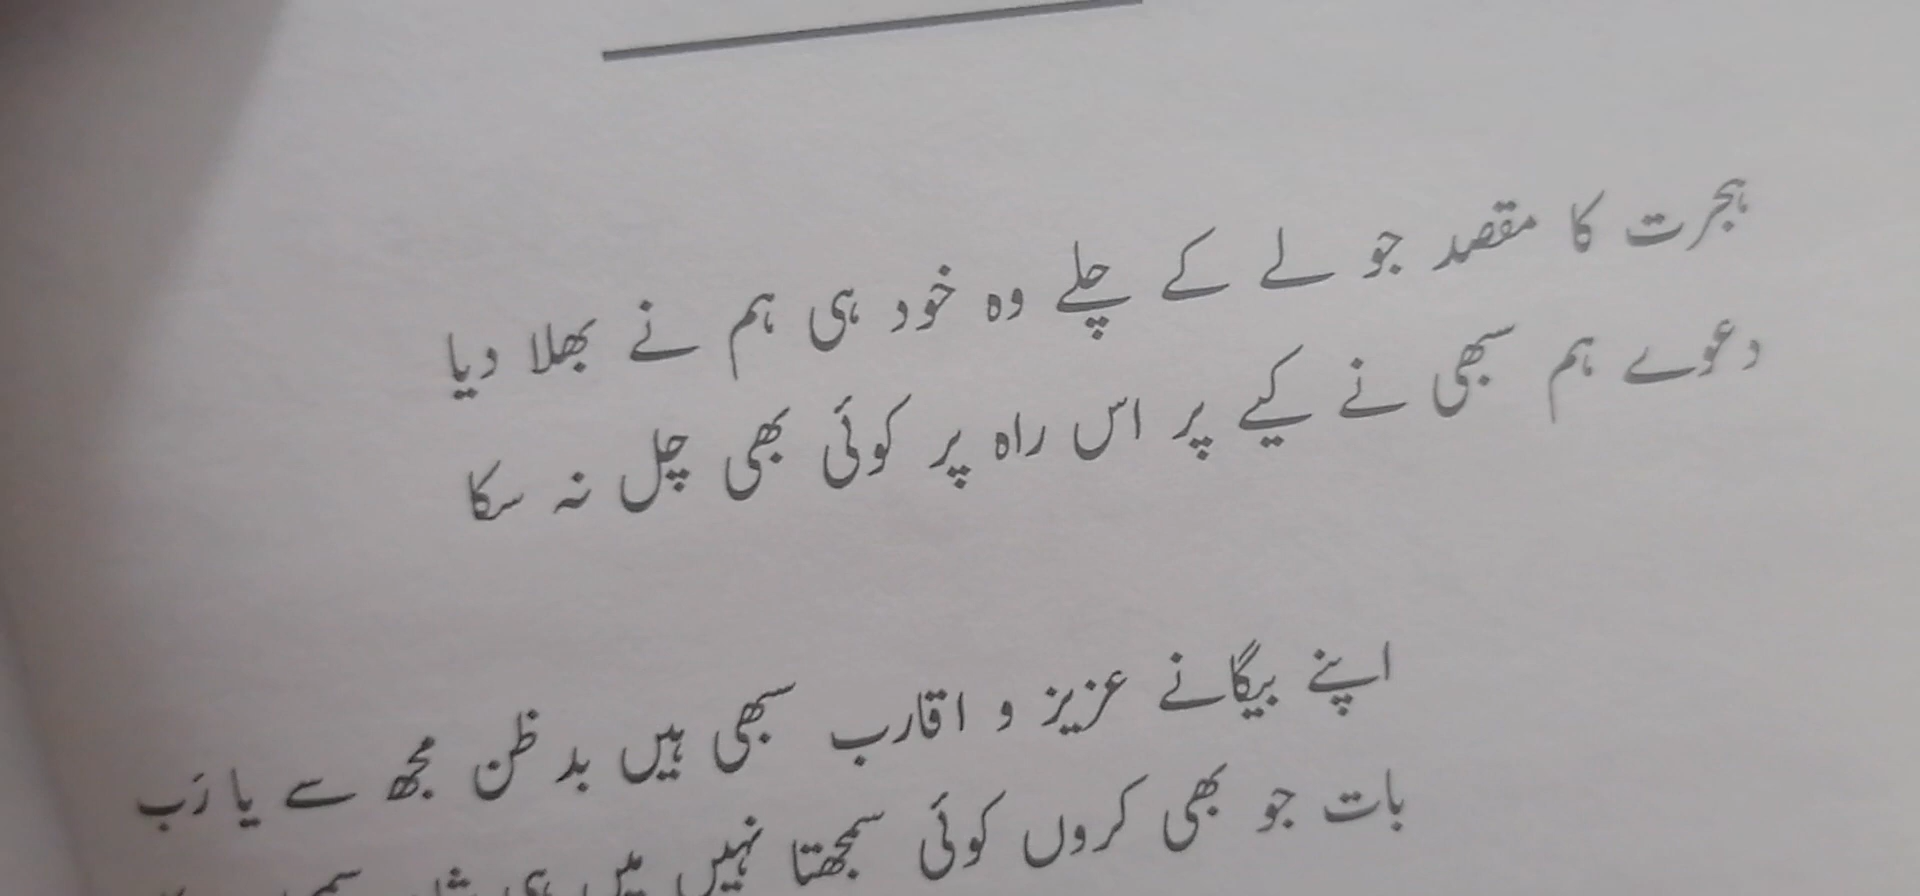 ہجرت کا مقصد جو لے کے چلے وہ خود ہی ہم نے بھلا دیا
دعوے ہم سبھی نے کیے پر اس راہ پر کوئی بھی چل نہ سکا
اپنے بیگانے عزیز و اقارب سبھی ہیں بد ظن مجھ سے یا رَب
بات جو بھی کروں کوئی سمجھتا نہیں میں ہی